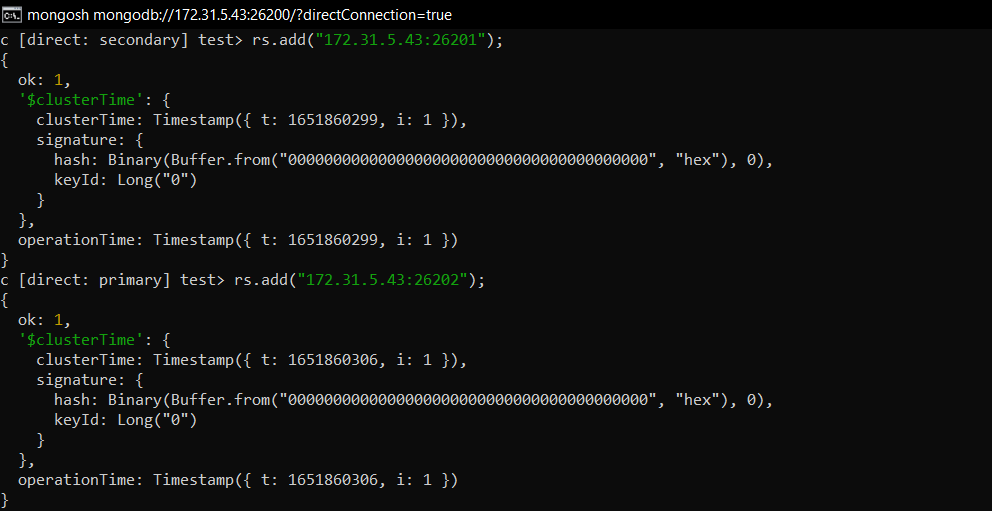 C:\. mongosh mongodb://172.31.5.43:26200/?directConnection=true
c [direct: secondary] test> rs.add("172.31.5.43:26201");
{
  ok: 1,
  '$clusterTime': {
    clusterTime: Timestamp({ t: 1651860299, i: 1 }),
    signature: {
      hash: Binary(Buffer.from("0000000000000000000000000000000000000000", "hex"), 0),
      keyId: Long("0")
    }
  },
  operationTime: Timestamp({ t: 1651860299, i: 1 })
}
c [direct: primary] test> rs.add("172.31.5.43:26202");
{
  ok: 1,
  '$clusterTime': {
    clusterTime: Timestamp({ t: 1651860306, i: 1 }),
    signature: {
      hash: Binary(Buffer.from("0000000000000000000000000000000000000000", "hex"), 0),
      keyId: Long("0")
    }
  },
  operationTime: Timestamp({ t: 1651860306, i: 1 })
}